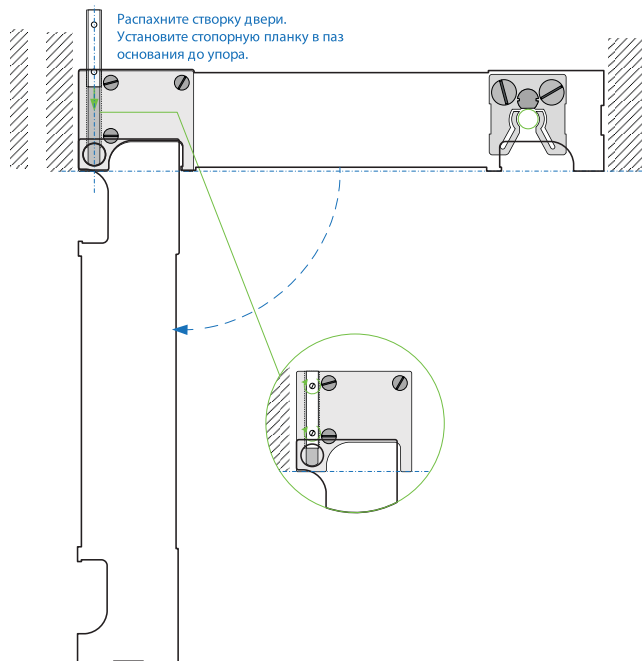 Распахните створку двери.
Установите стопорную планку в паз
основания до упора.